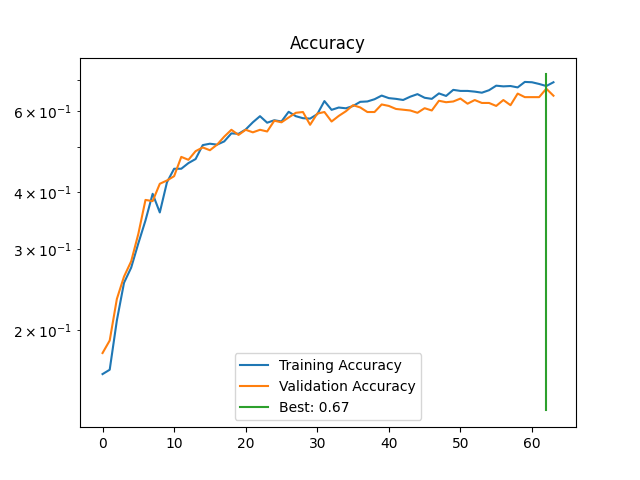 Accuracy
6 × 10⁻¹
4 × 10⁻¹
3 × 10⁻¹
2 × 10⁻¹
Training Accuracy
Validation Accuracy
Best: 0.67
0 10 20 30 40 50 60